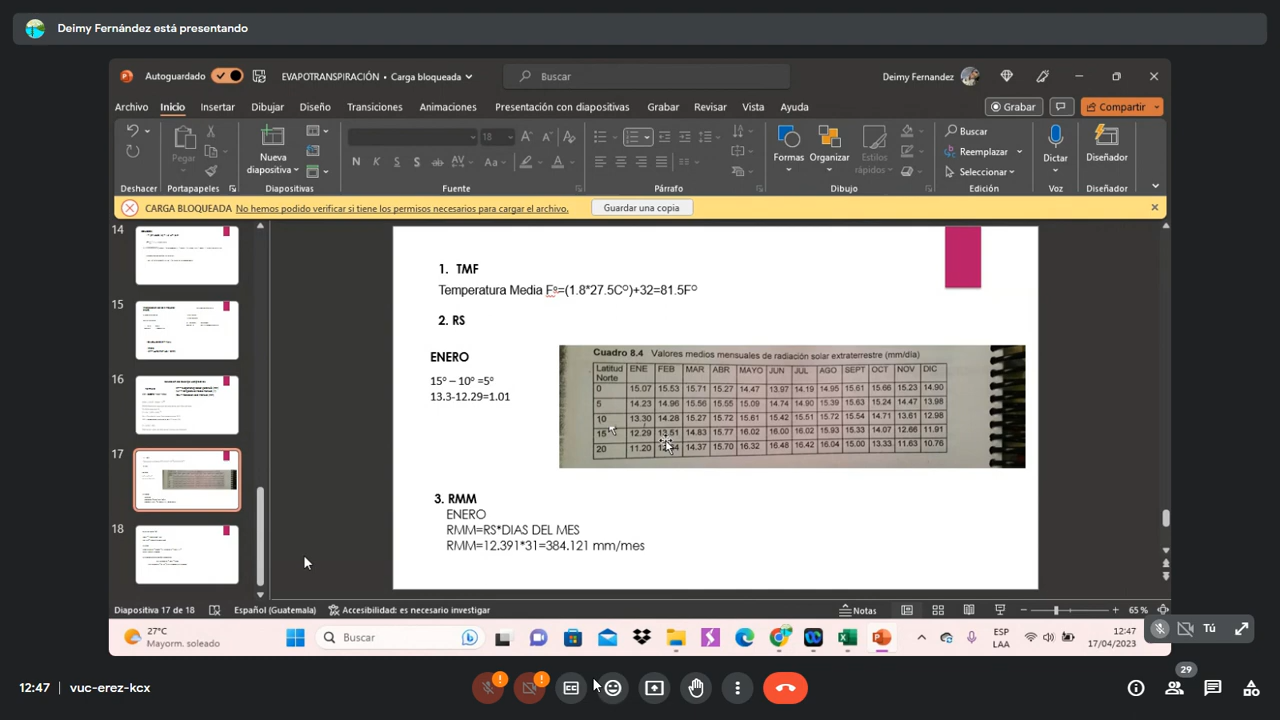 Deimy Fernández está presentando
Autoguardado
EVAPOTRANSPIRACIÓN • Carga bloqueada
Buscar
Deimy Fernandez
Archivo Inicio Insertar Dibujar Diseño Transiciones Animaciones Presentación con diapositivas Grabar Revisar Vista Ayuda
Grabar
Compartir
Pegar
Nueva
diapositiva
18
N K S S ab AV Aa A
Formas
Organizar
Estilos
rápidos
Buscar
Reemplazar
Seleccionar
Dictar
Diseñador
Deshacer Portapapeles Diapositivas Fuente Párrafo Dibujo Edición Voz Diseñador
CARGA BLOQUEADA No hemos podido verificar si tiene los permisos necesarios para cargar el archivo. Guardar una copia
14
15
16
17
18
1. TMF
Temperatura Media Fº=(1.8*27.5Cº)+32=81.5Fº
2. RS
ENERO
15º – 10º =5º
13.3-12.29=1.01
Cuadro 8.4 Valores medios mensuales de radiación solar extraterrestre (mm/día)
Latitud
Norte
ENE FEB MAR ABR MAYO JUN JUL AGO SEPT OCT NOV DIC
0 15.07 15.53 15.71 15.27 14.47 13.97 14.19 14.95 15.61 15.66 15.23 14.90
14.23 14.96 15.56 15.55 15.09 14.74 14.90 15.39 15.24 14.47 13.98
13.30 14.28 15.27 15.72 15.61 15.42 15.51 15.72 14.71 13.61 12.98
15 12.29 13.51 14.83 15.77 16.02 16.00 16.02 15.93 15.33 14.07 12.66 11.91
20 11.20 14.37 15.70 16.32 16.48 16.42 16.04 15.00 13.33 11.63 10.76
3. RMM
ENERO
RMM=RS*DIAS DEL MES
RMM=12.391*31=384.121 mm/mes
Diapositiva 17 de 18 Español (Guatemala) Accesibilidad: es necesario investigar Notas 65 %
27°C
Mayorm. soleado
Buscar
ESP
LAA
12:47
17/04/2023
Tú
12:47 vuc-erez-kcx
29